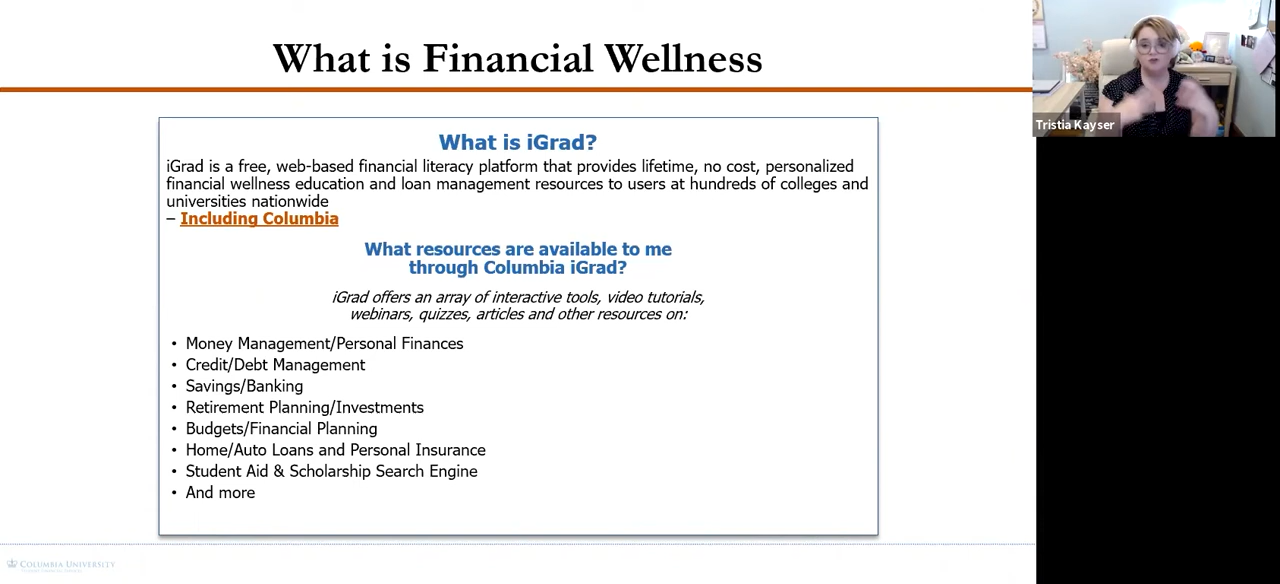 What is Financial Wellness
What is iGrad?
iGrad is a free, web-based financial literacy platform that provides lifetime, no cost, personalized
financial wellness education and loan management resources to users at hundreds of colleges and
universities nationwide
– Including Columbia
What resources are available to me
through Columbia iGrad?
iGrad offers an array of interactive tools, video tutorials,
webinars, quizzes, articles and other resources on:
• Money Management/Personal Finances
• Credit/Debt Management
• Savings/Banking
• Retirement Planning/Investments
• Budgets/Financial Planning
• Home/Auto Loans and Personal Insurance
• Student Aid & Scholarship Search Engine
• And more
Columbia University
Tristia Kayser